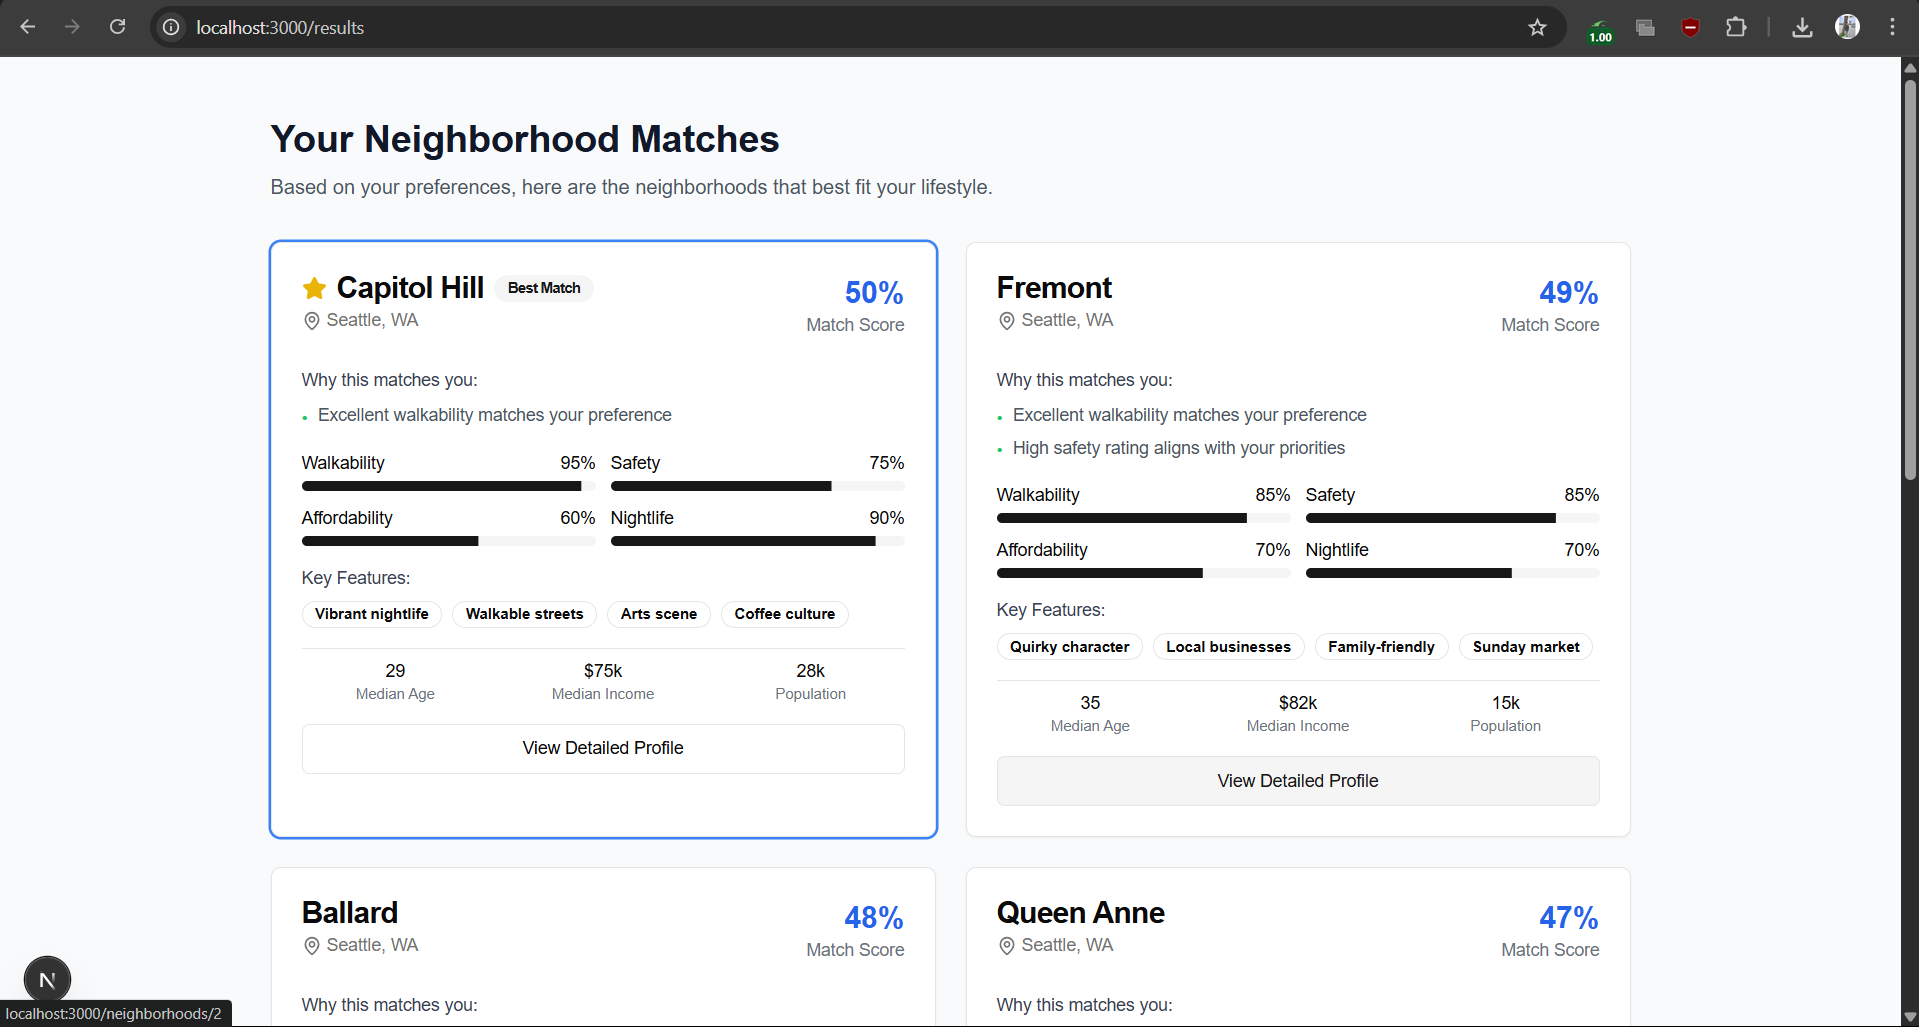 localhost:3000/results
1.00
Your Neighborhood Matches
Based on your preferences, here are the neighborhoods that best fit your lifestyle.
Capitol Hill Best Match
50%
Seattle, WA
Match Score
Why this matches you:
• Excellent walkability matches your preference
Walkability 95% Safety 75%
Affordability 60% Nightlife 90%
Key Features:
Vibrant nightlife Walkable streets Arts scene Coffee culture
29 $75k 28k
Median Age Median Income Population
View Detailed Profile
Fremont
49%
Seattle, WA
Match Score
Why this matches you:
• Excellent walkability matches your preference
• High safety rating aligns with your priorities
Walkability 85% Safety 85%
Affordability 70% Nightlife 70%
Key Features:
Quirky character Local businesses Family-friendly Sunday market
35 $82k 15k
Median Age Median Income Population
View Detailed Profile
Ballard
48%
Seattle, WA
Match Score
Why this matches you:
Queen Anne
47%
Seattle, WA
Match Score
Why this matches you:
N
localhost:3000/neighborhoods/2